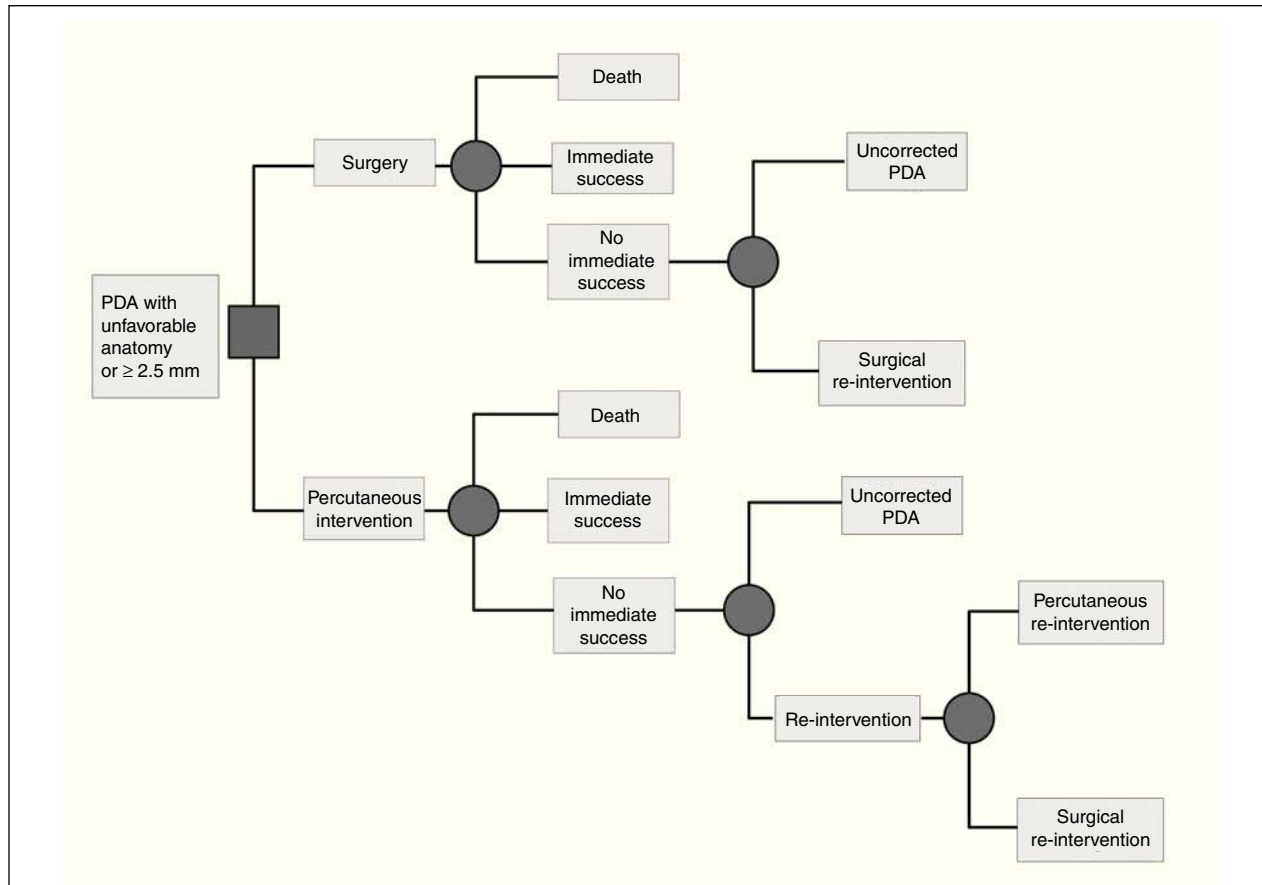 PDA with
unfavorable
anatomy
or ≥ 2.5 mm
Surgery
Death
Immediate
success
No
immediate
success
Uncorrected
PDA
Surgical
re-intervention
Percutaneous
intervention
Death
Immediate
success
No
immediate
success
Uncorrected
PDA
Re-intervention
Percutaneous
re-intervention
Surgical
re-intervention